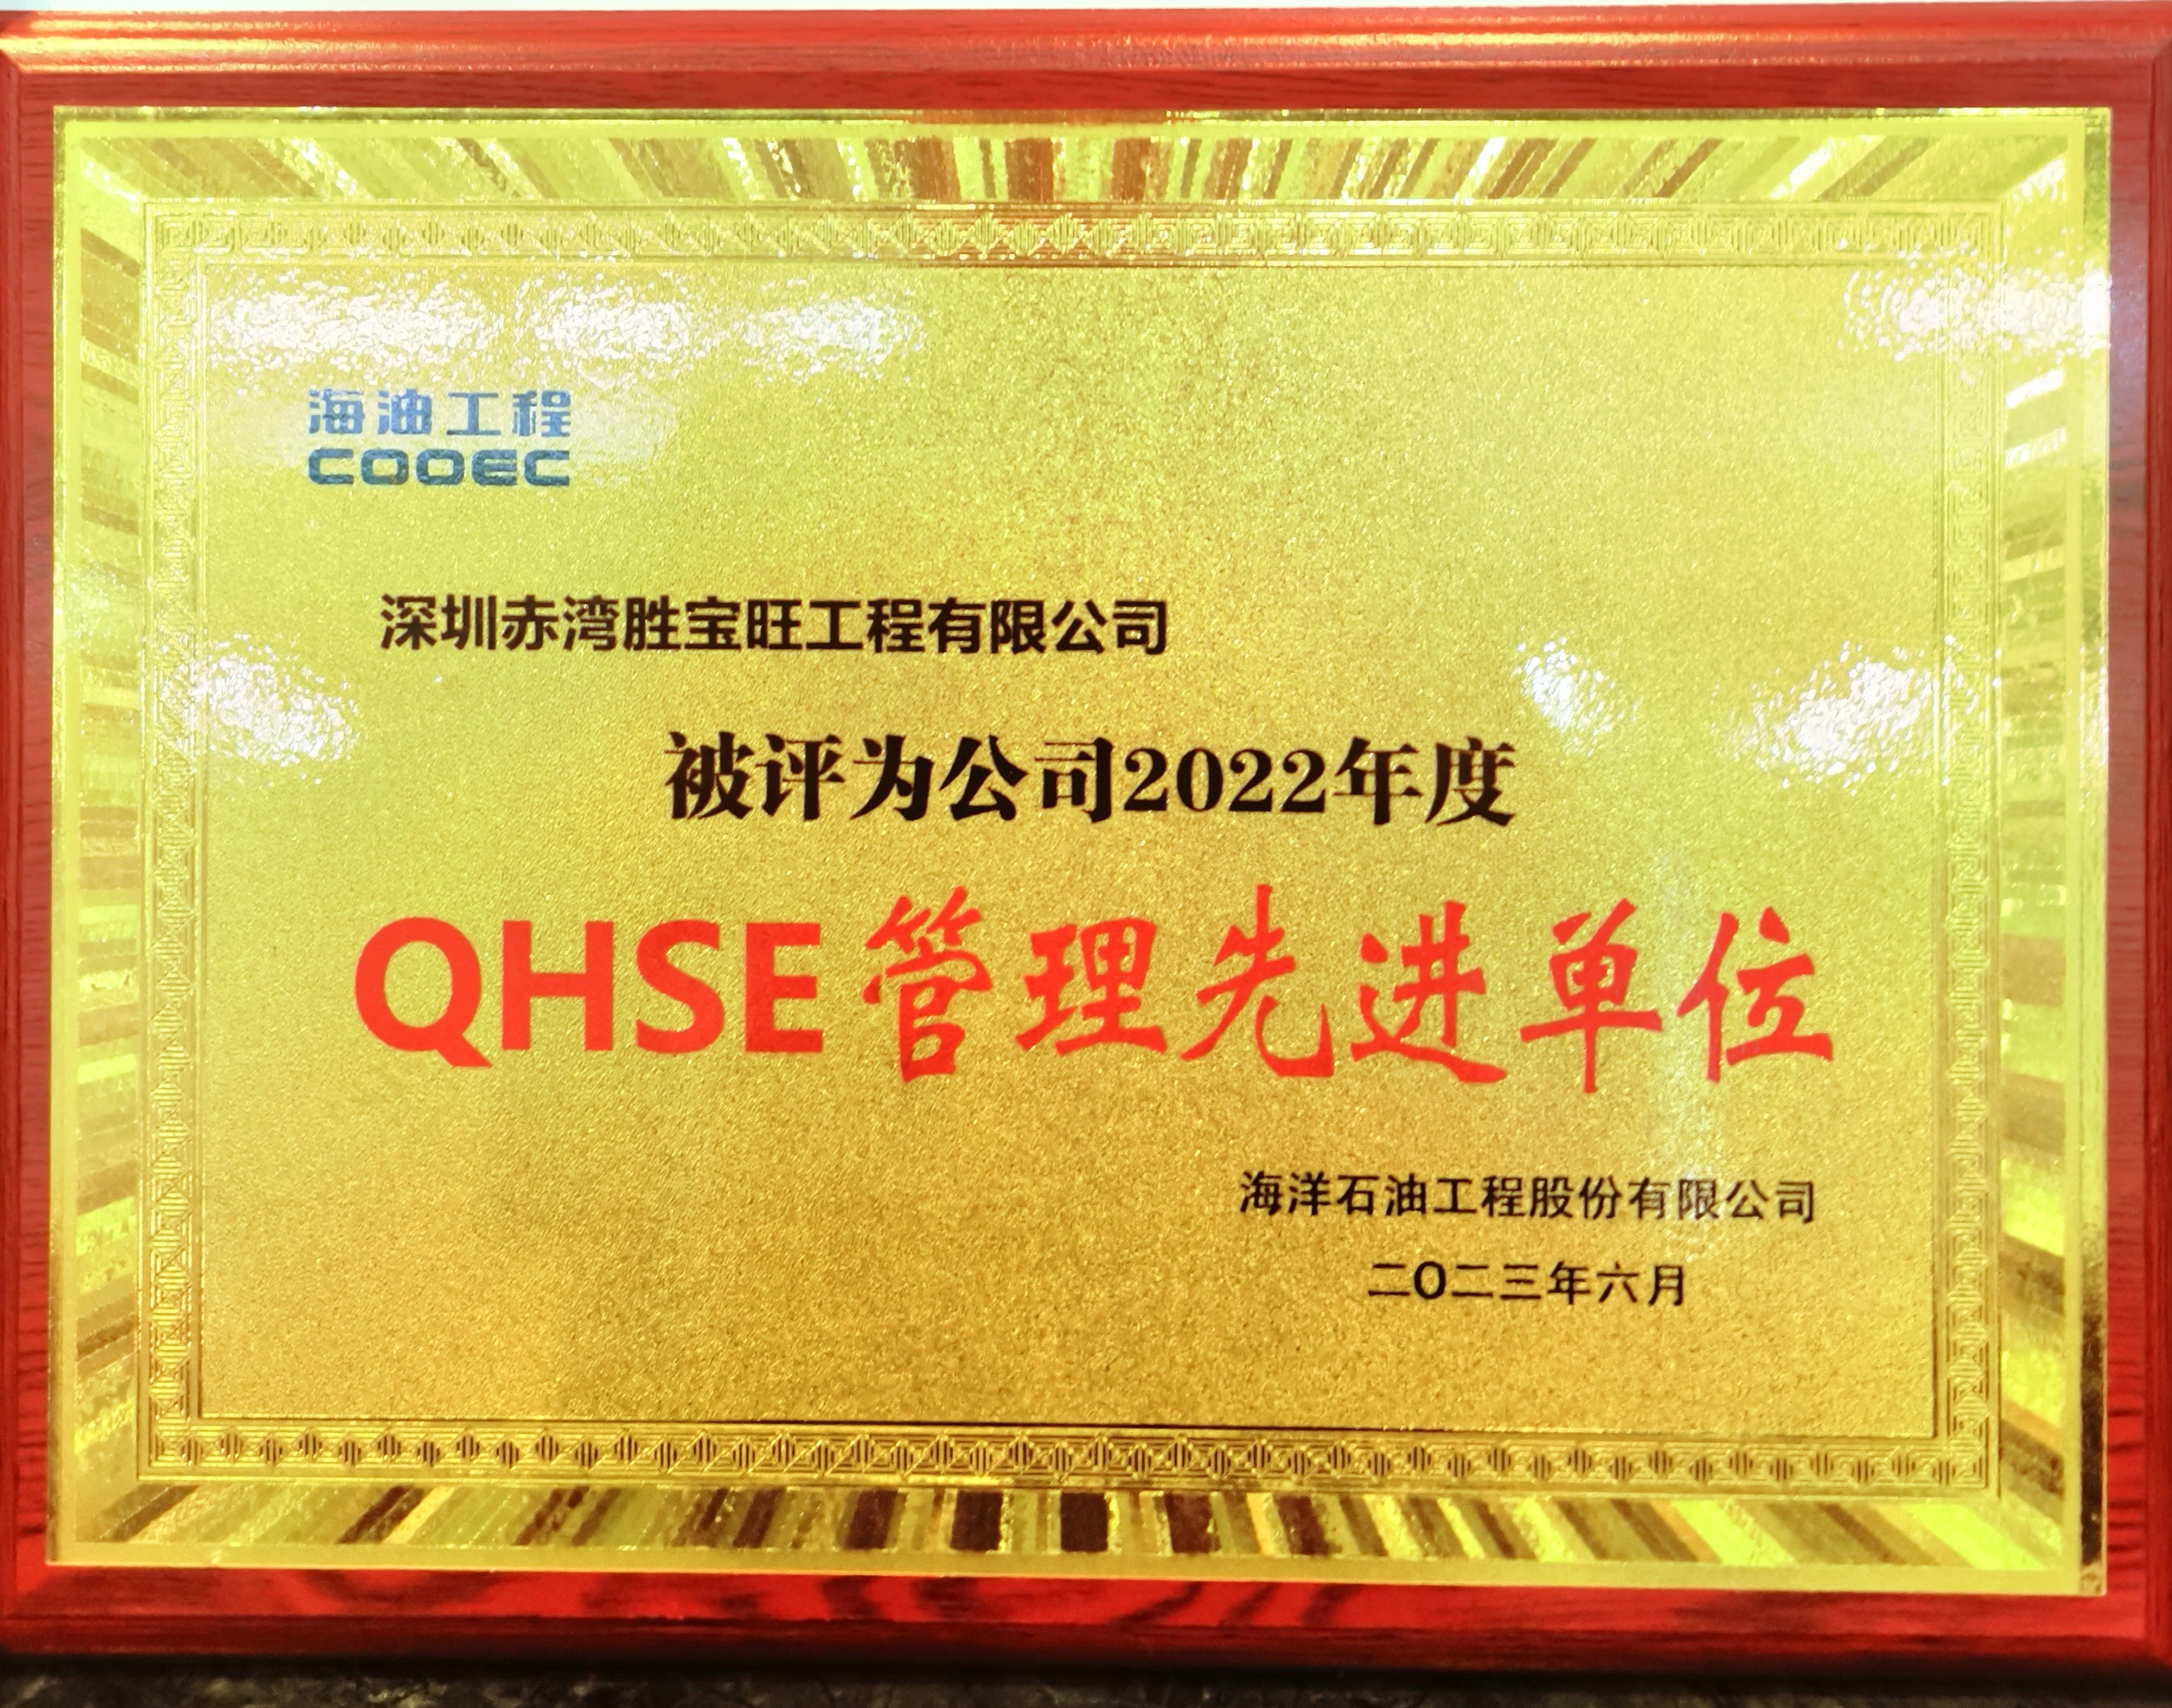 海油工程
COOEC
深圳赤湾胜宝旺工程有限公司
被评为公司2022年度
QHSE管理先进单位
海洋石油工程股份有限公司
二〇二三年六月